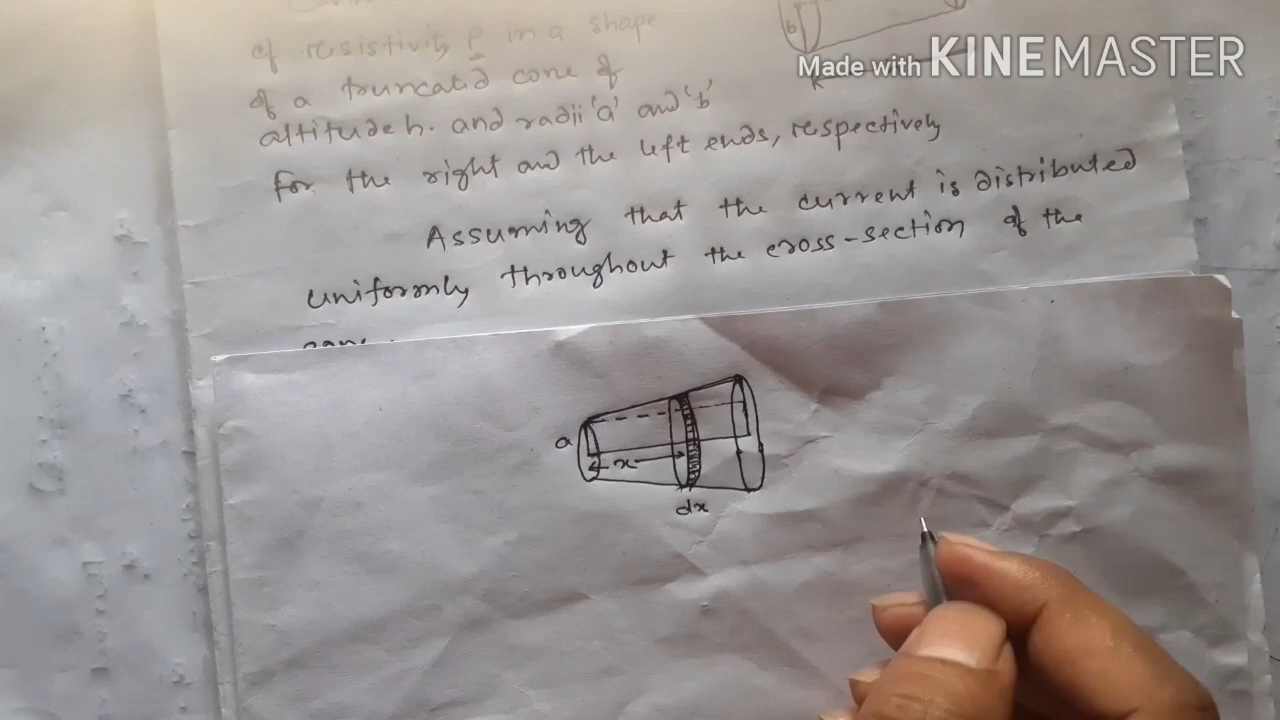 of resistivity ρ in a shape
of a truncated cone of
altitude h. and radii 'a' and 'b'
for the right and the left ends, respectively
Assuming that the current is distributed
uniformly throughout the cross-section of the
b
Made with KINEMASTER
a
x
dx